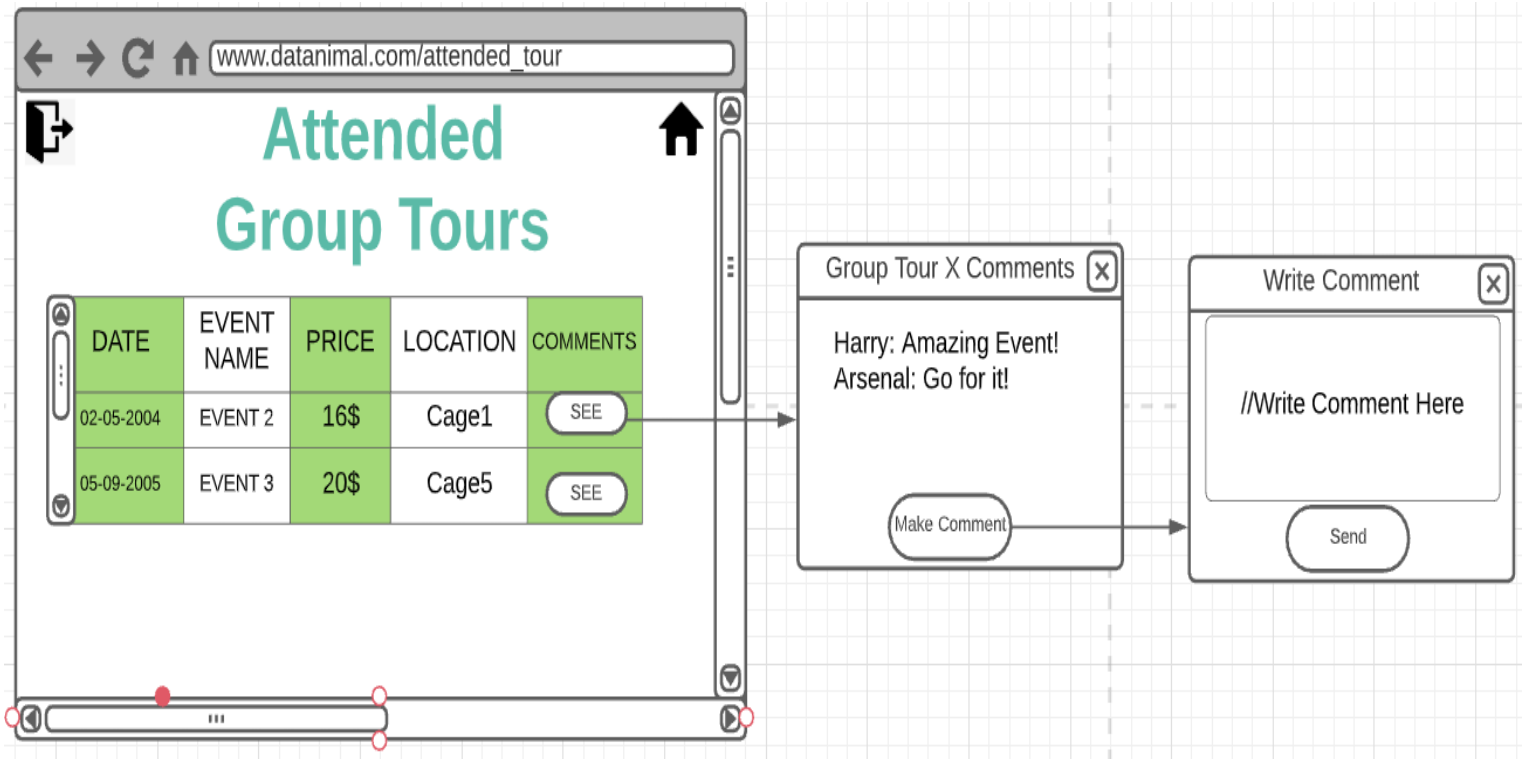 www.datanimal.com/attended_tour
Attended
Group Tours
DATE
EVENT
NAME
PRICE
LOCATION
COMMENTS
02-05-2004
EVENT 2
16$
Cage1
SEE
05-09-2005
EVENT 3
20$
Cage5
SEE
Group Tour X Comments
Harry: Amazing Event!
Arsenal: Go for it!
Make Comment
Write Comment
//Write Comment Here
Send